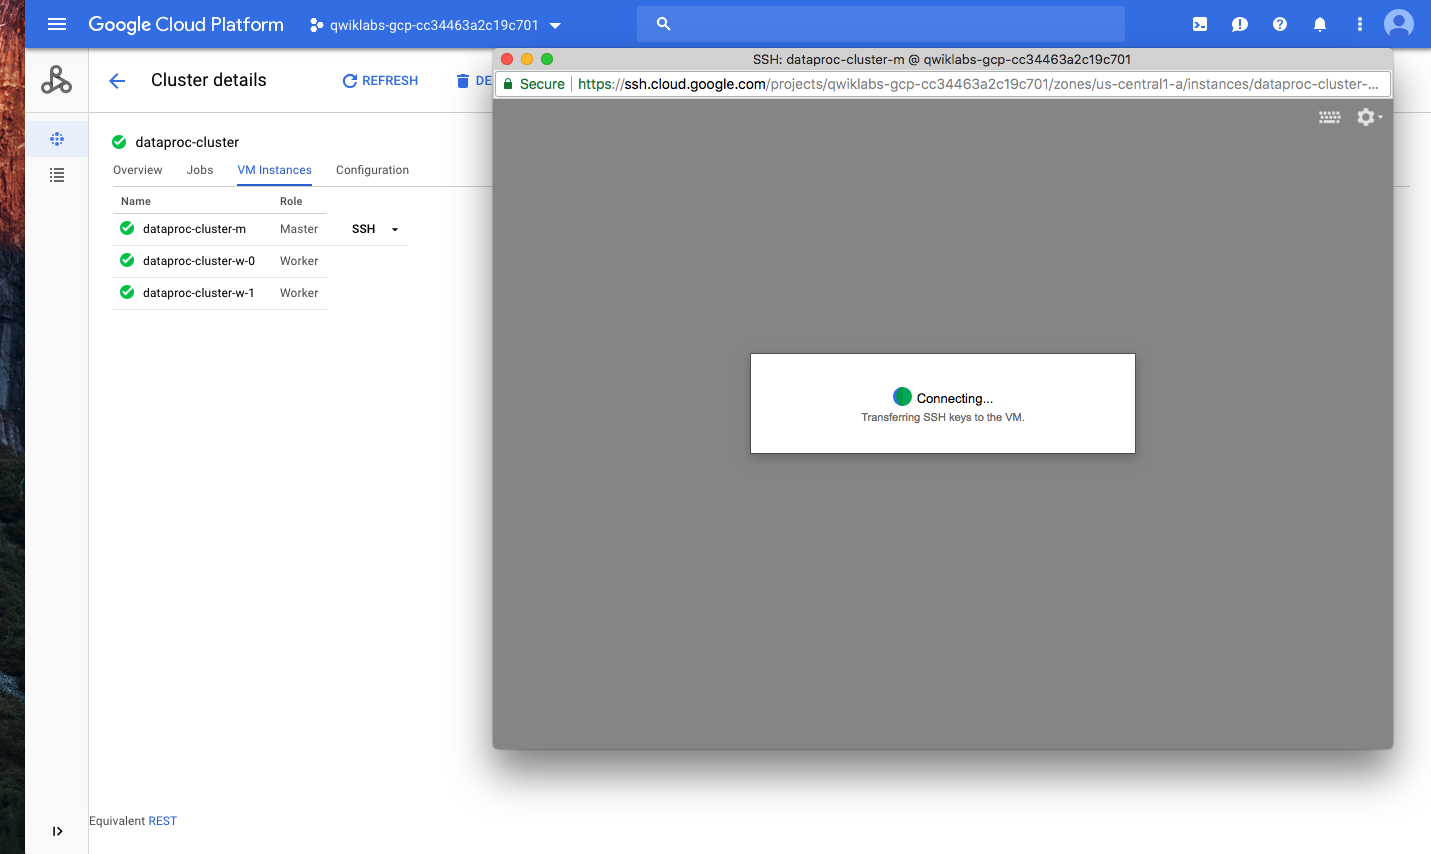 Google Cloud Platform
qwiklabs-gcp-cc34463a2c19c701
Cluster details
REFRESH
DE
dataproc-cluster
Overview Jobs VM Instances Configuration
Name Role
dataproc-cluster-m Master SSH
dataproc-cluster-w-0 Worker
dataproc-cluster-w-1 Worker
Equivalent REST
SSH: dataproc-cluster-m @ qwiklabs-gcp-cc34463a2c19c701
Secure https://ssh.cloud.google.com/projects/qwiklabs-gcp-cc34463a2c19c701/zones/us-central1-a/instances/dataproc-cluster-...
Connecting...
Transferring SSH keys to the VM.